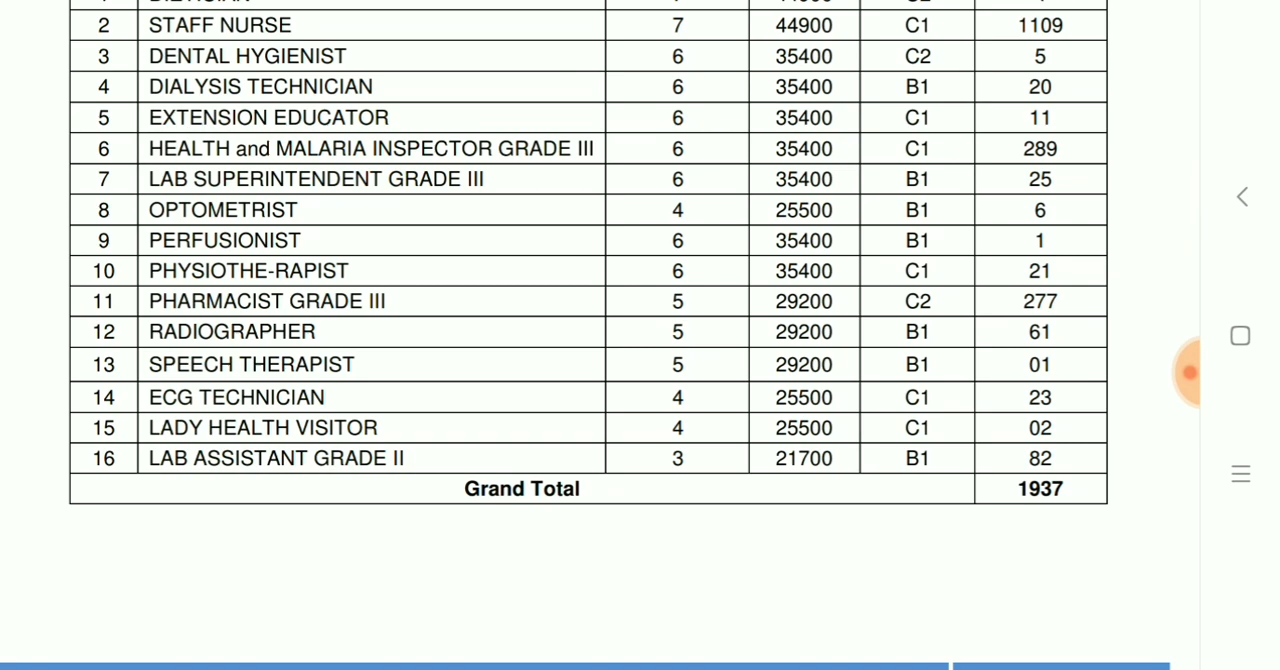 2 STAFF NURSE 7 44900 C1 1109
3 DENTAL HYGIENIST 6 35400 C2 5
4 DIALYSIS TECHNICIAN 6 35400 B1 20
5 EXTENSION EDUCATOR 6 35400 C1 11
6 HEALTH and MALARIA INSPECTOR GRADE III 6 35400 C1 289
7 LAB SUPERINTENDENT GRADE III 6 35400 B1 25
8 OPTOMETRIST 4 25500 B1 6
9 PERFUSIONIST 6 35400 B1 1
10 PHYSIOTHE-RAPIST 6 35400 C1 21
11 PHARMACIST GRADE III 5 29200 C2 277
12 RADIOGRAPHER 5 29200 B1 61
13 SPEECH THERAPIST 5 29200 B1 01
14 ECG TECHNICIAN 4 25500 C1 23
15 LADY HEALTH VISITOR 4 25500 C1 02
16 LAB ASSISTANT GRADE II 3 21700 B1 82
Grand Total 1937